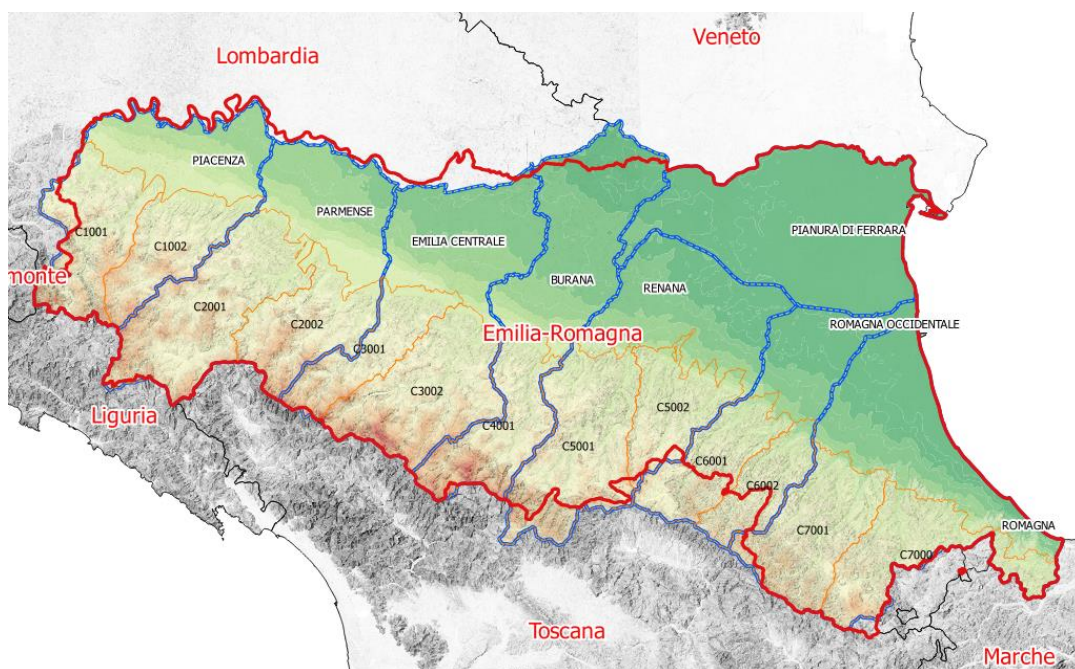 Veneto
Lombardia
PIACENZA
PARMENSE
PIANURA DI FERRARA
C1001
EMILIA CENTRALE
C1002
monte
BURANA
RENANA
C2001
C2002
ROMAGNA OCCIDENTALE
Emilia-Romagna
C3001
C3002
Liguria
C4001
C5002
C5001
C6001
C6002
C7001
ROMAGNA
C7000
Toscana
Marche